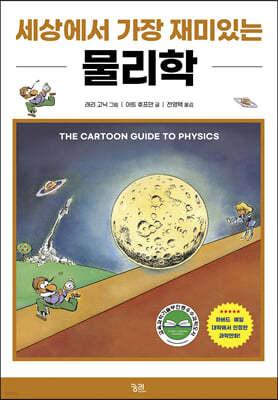 세상에서 가장 재미있는
물리학
래리 고닉 그림 | 아트 후프만 글 | 전영택 옮김
THE CARTOON GUIDE TO PHYSICS
하버드 예일
대학에서 인정한
과학만화!
궁리